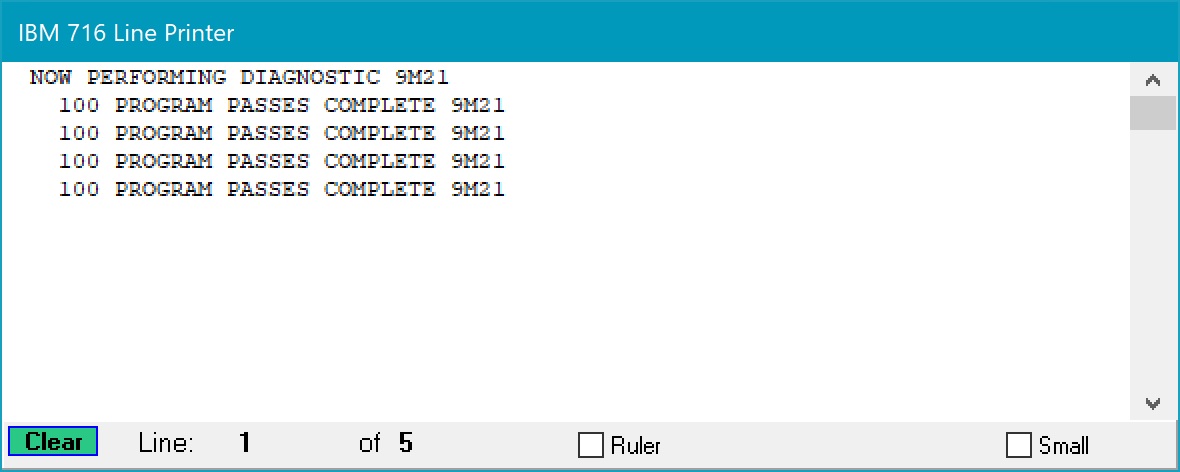 IBM 716 Line Printer
NOW PERFORMING DIAGNOSTIC 9M21
100 PROGRAM PASSES COMPLETE 9M21
100 PROGRAM PASSES COMPLETE 9M21
100 PROGRAM PASSES COMPLETE 9M21
100 PROGRAM PASSES COMPLETE 9M21
Clear Line: 1 of 5 Ruler Small